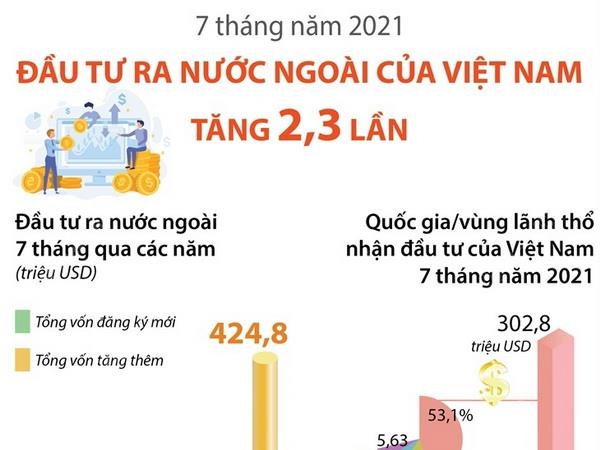 7 tháng năm 2021
ĐẦU TƯ RA NƯỚC NGOÀI CỦA VIỆT NAM
TĂNG 2,3 LẦN
Đầu tư ra nước ngoài
7 tháng qua các năm
(triệu USD)
Tổng vốn đăng ký mới
Tổng vốn tăng thêm
424,8
Quốc gia/vùng lãnh thổ
nhận đầu tư của Việt Nam
7 tháng năm 2021
302,8
triệu USD
$
53,1%
5,63